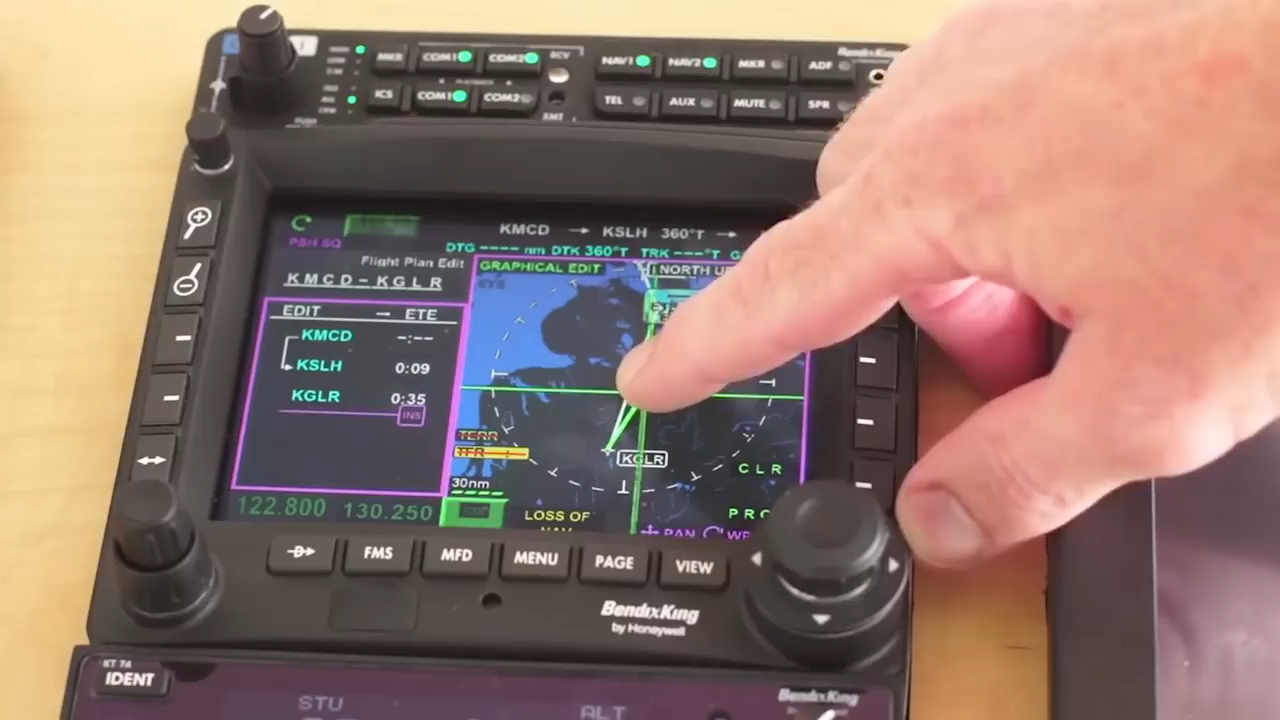 MKR COM1 COM2 RCV NAV1 NAV2 MKR ADF BendixKing
ICS COM1 COM2 XMT TEL AUX MUTE SPR
KMCD → KSLH 360°T →
PSH SQ
DTG ---- nm DTK 360°T TRK ---°T
Flight Plan Edit
KMCD-KGLR
GRAPHICAL EDIT
NORTH UP
EDIT → ETE
KMCD -:--
KSLH 0:09
KGLR 0:35
INS
TERR
TFR
KGLR
CLR
30nm
122.800 130.250
LOSS OF
NAV
PAN
FMS MFD MENU PAGE VIEW
BendixKing
by Honeywell
KT 74
IDENT
STU
ALT
BendixKing